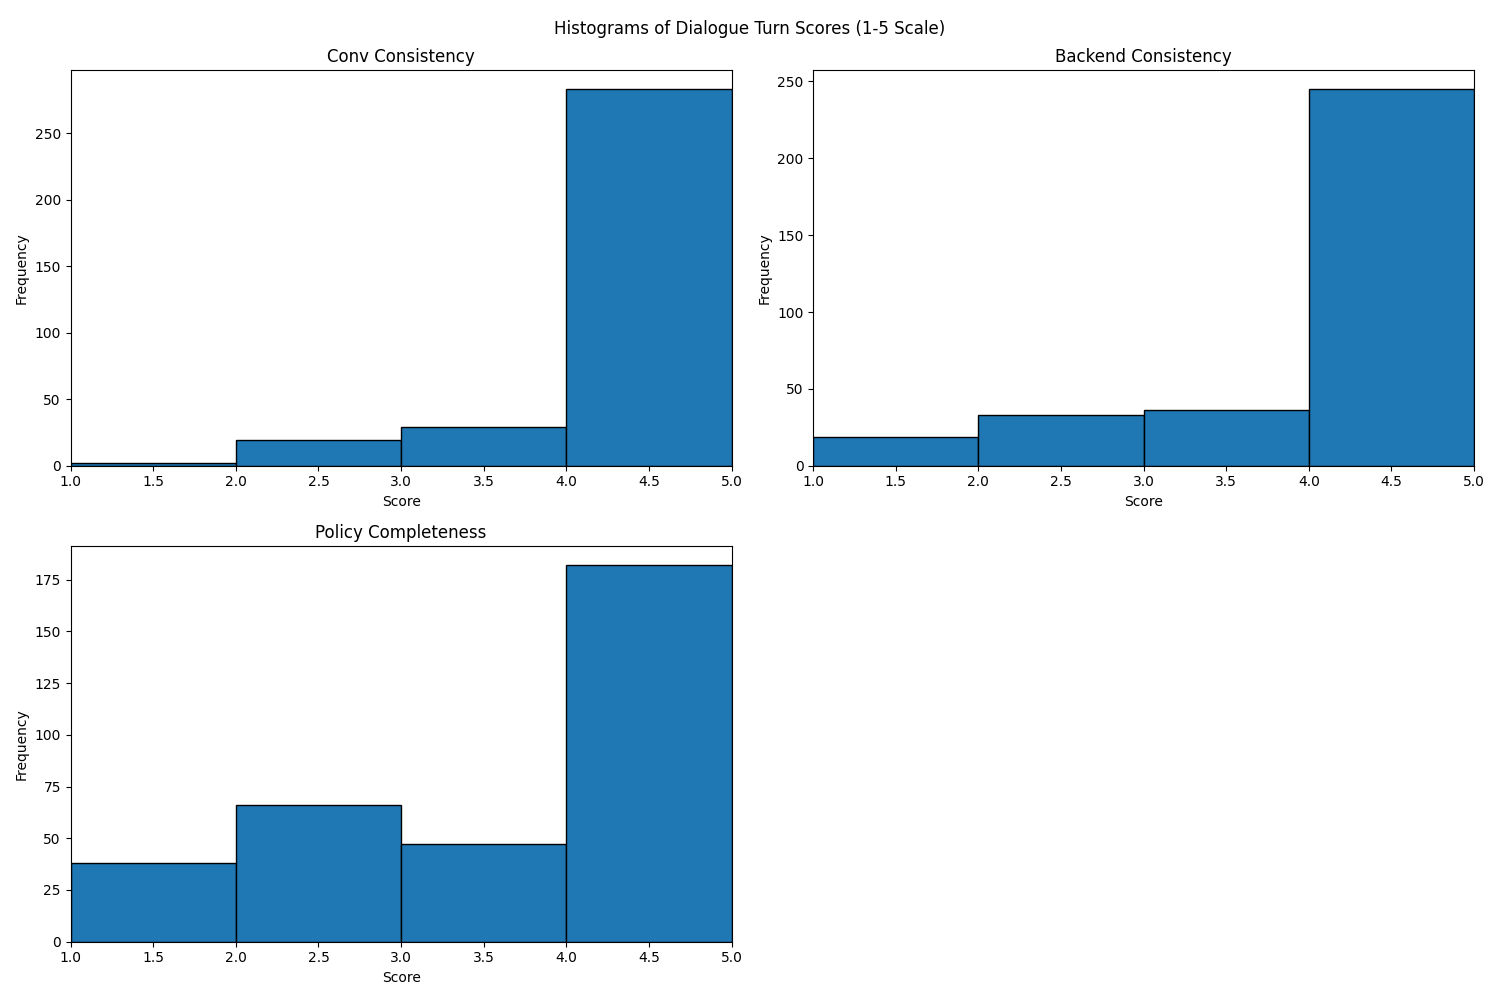 Histograms of Dialogue Turn Scores (1-5 Scale)
Conv Consistency
250
200
150
100
50
0
Frequency
1.0 1.5 2.0 2.5 3.0 3.5 4.0 4.5 5.0
Score
Backend Consistency
250
200
150
100
50
0
Frequency
1.0 1.5 2.0 2.5 3.0 3.5 4.0 4.5 5.0
Score
Policy Completeness
175
150
125
100
75
50
25
0
Frequency
1.0 1.5 2.0 2.5 3.0 3.5 4.0 4.5 5.0
Score